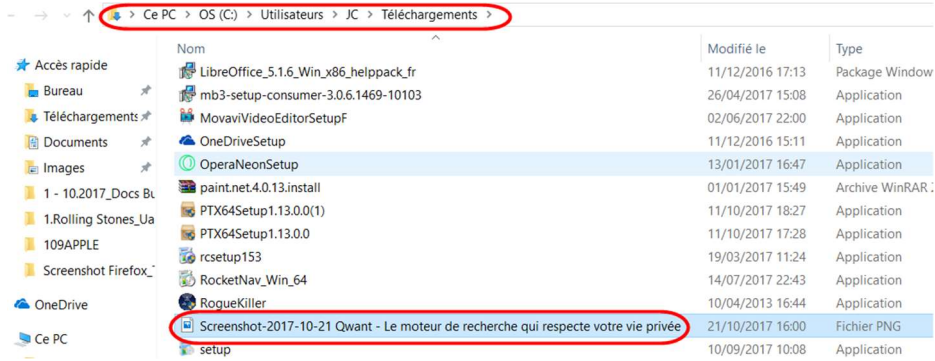 Ce PC > OS (C:) > Utilisateurs > JC > Téléchargements >
Nom Modifié le Type
Accès rapide
Bureau
Téléchargements
Documents
Images
1 - 10.2017_Docs Bu
1.Rolling Stones_Ua
109APPLE
Screenshot Firefox_
OneDrive
Ce PC
LibreOffice_5.1.6_Win_x86_helppack_fr 11/12/2016 17:13 Package Window
mb3-setup-consumer-3.0.6.1469-10103 26/04/2017 15:08 Application
MovaviVideoEditorSetupF 02/06/2017 22:00 Application
OneDriveSetup 11/12/2016 15:11 Application
OperaNeonSetup 13/01/2017 16:47 Application
paint.net.4.0.13.install 01/01/2017 15:49 Archive WinRAR
PTX64Setup1.13.0.0(1) 11/10/2017 18:27 Application
PTX64Setup1.13.0.0 11/10/2017 17:28 Application
rcsetup153 19/03/2017 11:24 Application
RocketNav_Win_64 14/07/2017 22:43 Application
RogueKiller 10/04/2013 16:44 Application
Screenshot-2017-10-21 Qwant - Le moteur de recherche qui respecte votre vie privée 21/10/2017 16:00 Fichier PNG
setup 10/09/2017 10:08 Application